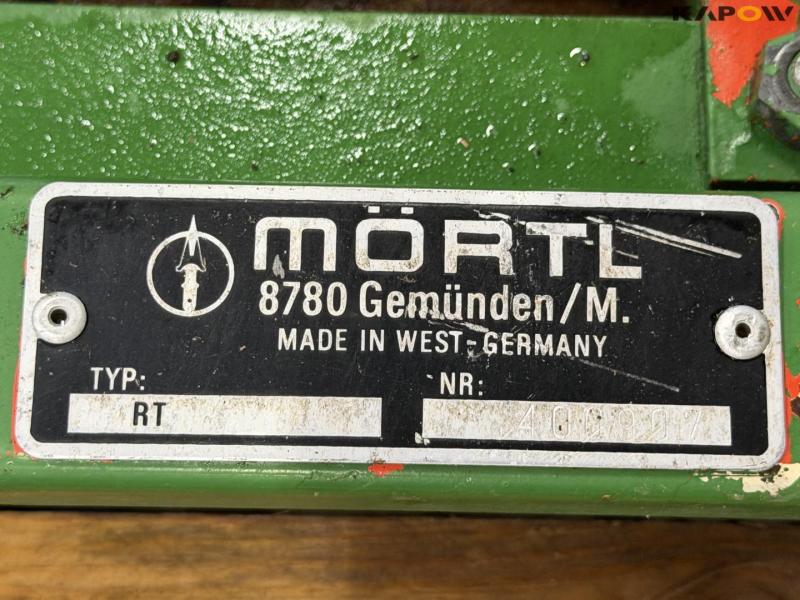 KAPOW
MÖRTL
8780 Gemünden/M.
MADE IN WEST-GERMANY
TYP: NR:
RT